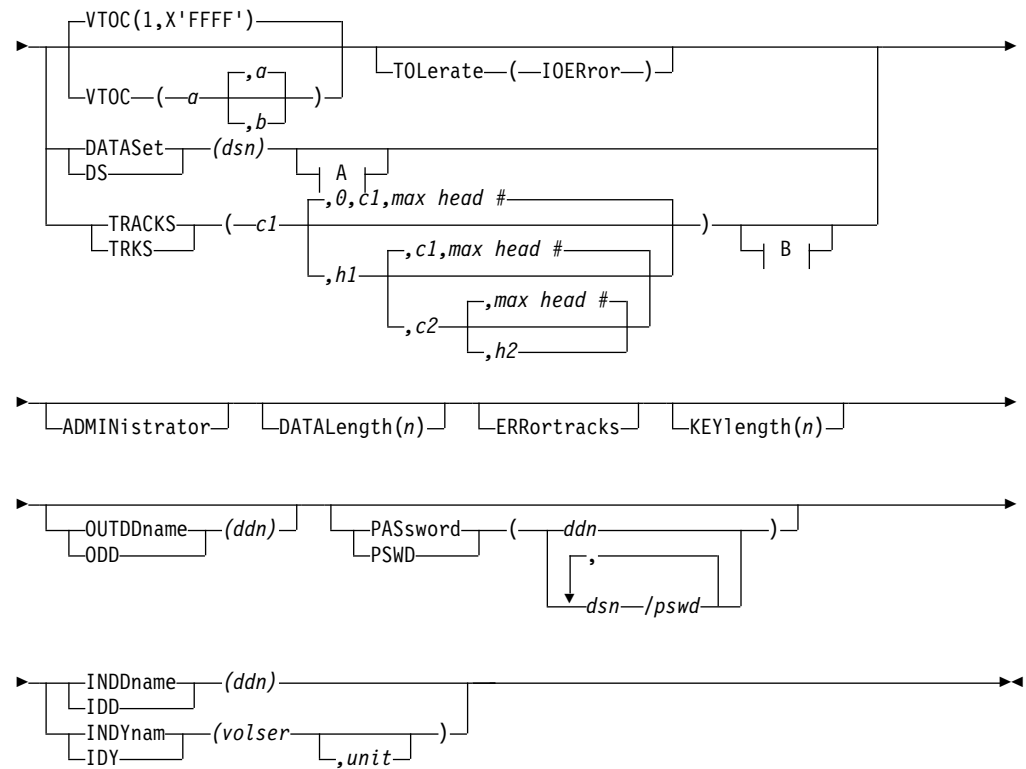 VTOC(1,X'FFFF')
TOLerate ( IOERror )
,a
VTOC ( a )
,b
DATASet (dsn)
DS A
,0,c1,max head #
TRACKS ( c1 )
TRKS B
,c1,max head #
,h1
,max head #
,c2
,h2
ADMINistrator DATALength(n) ERRortracks KEYlength(n)
OUTDDname (ddn) PASsword ( ddn )
ODD PSWD
,
dsn /pswd
INDDname (ddn)
IDD
INDYnam (volser )
IDY ,unit